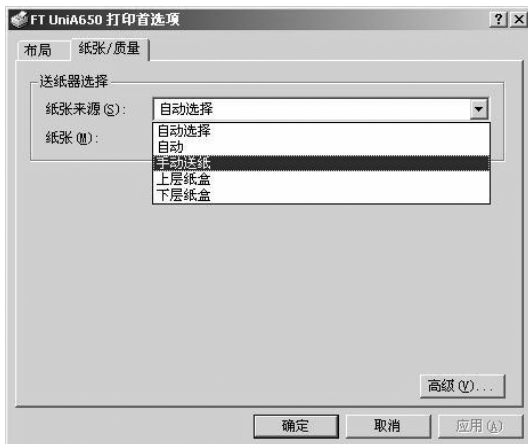 FT UniA650 打印首选项
布局 纸张/质量
送纸器选择
纸张来源(S): 自动选择
自动选择
纸张(M):
自动
手动送纸
上层纸盒
下层纸盒
高级(V)...
确定 取消 应用(A)